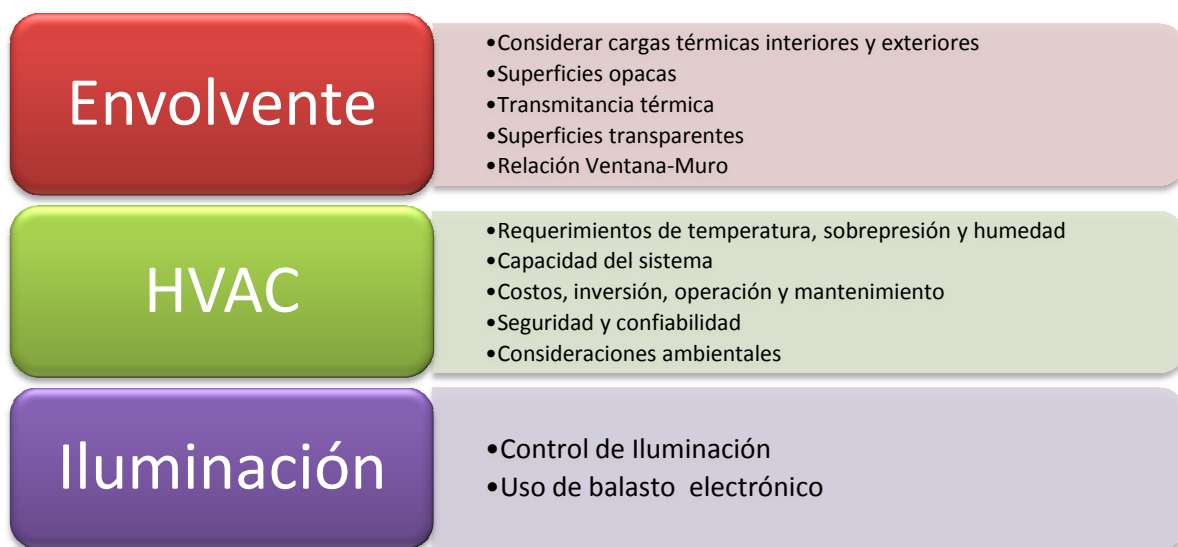 Envolvente
•Considerar cargas térmicas interiores y exteriores
•Superficies opacas
•Transmitancia térmica
•Superficies transparentes
•Relación Ventana-Muro
HVAC
•Requerimientos de temperatura, sobrepresión y humedad
•Capacidad del sistema
•Costos, inversión, operación y mantenimiento
•Seguridad y confiabilidad
•Consideraciones ambientales
Iluminación
•Control de Iluminación
•Uso de balasto electrónico